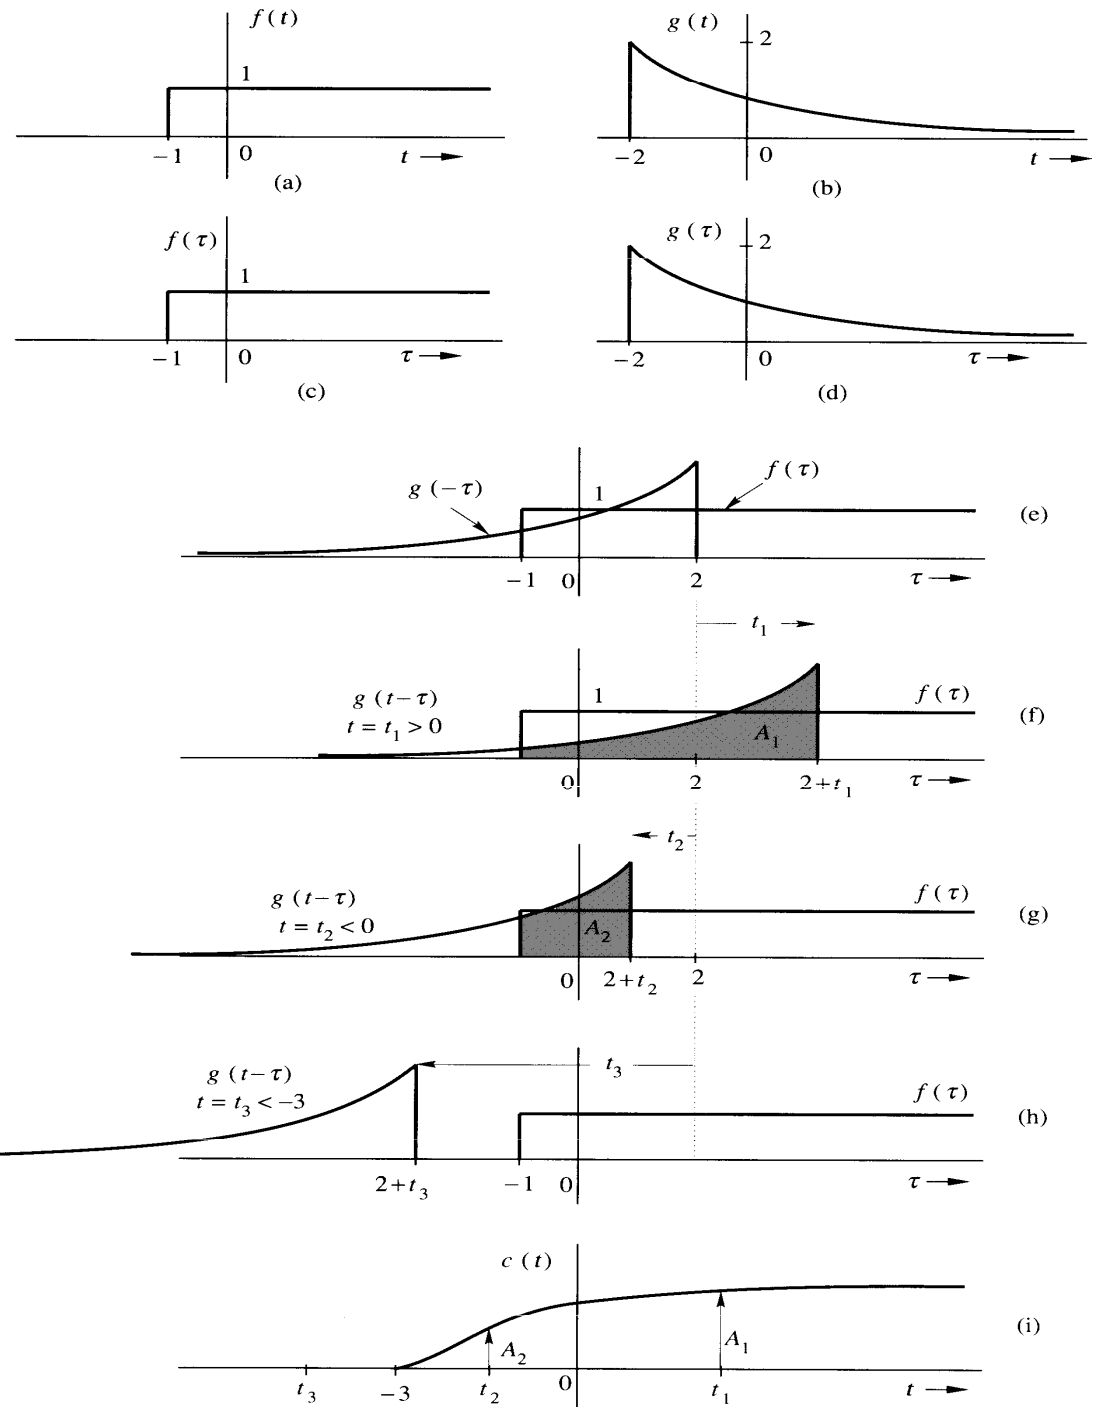 f(t)
1
-1
0
t
(a)
g(t)
2
-2
0
t
(b)
f(τ)
1
-1
0
τ
(c)
g(τ)
2
-2
0
τ
(d)
g(-τ)
1
f(τ)
(e)
-1
0
2
τ
t₁
g(t-τ)
t = t₁ > 0
1
f(τ)
(f)
A₁
0
2
2+t₁
τ
t₂
g(t-τ)
t = t₂ < 0
f(τ)
(g)
A₂
0
2+t₂
2
τ
g(t-τ)
t = t₃ < -3
t₃
f(τ)
(h)
2+t₃
-1
0
τ
c(t)
(i)
A₂
A₁
t₃
-3
t₂
0
t₁
t